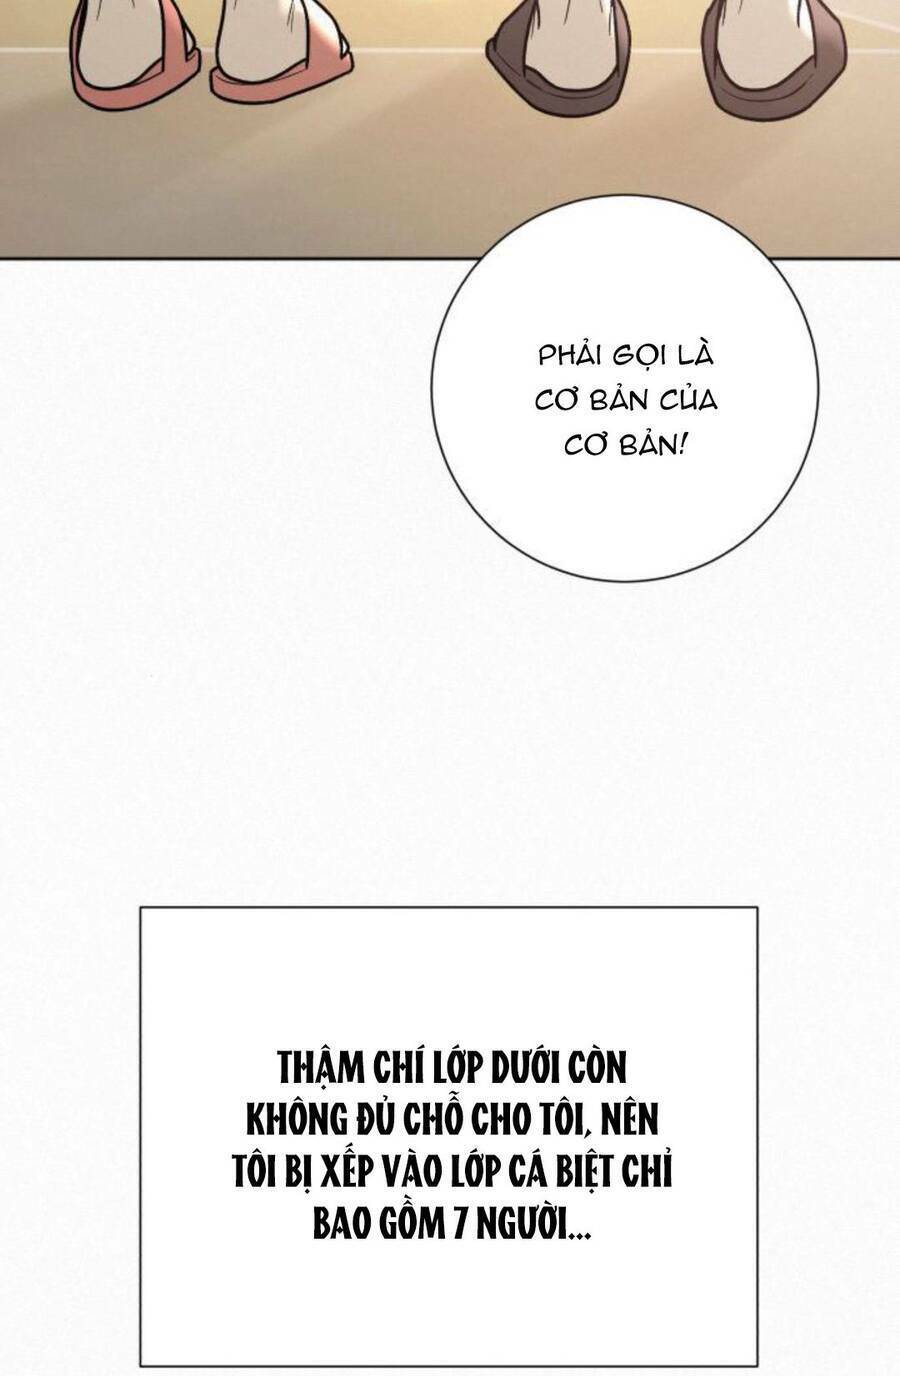 PHẢI GỌI LÀ
CƠ BẢN CỦA
CƠ BẢN!
THẬM CHÍ LỚP DƯỚI CÒN
KHÔNG ĐỦ CHỖ CHO TÔI, NÊN
TÔI BỊ XẾP VÀO LỚP CÁ BIỆT CHỈ
BAO GỒM 7 NGƯỜI...